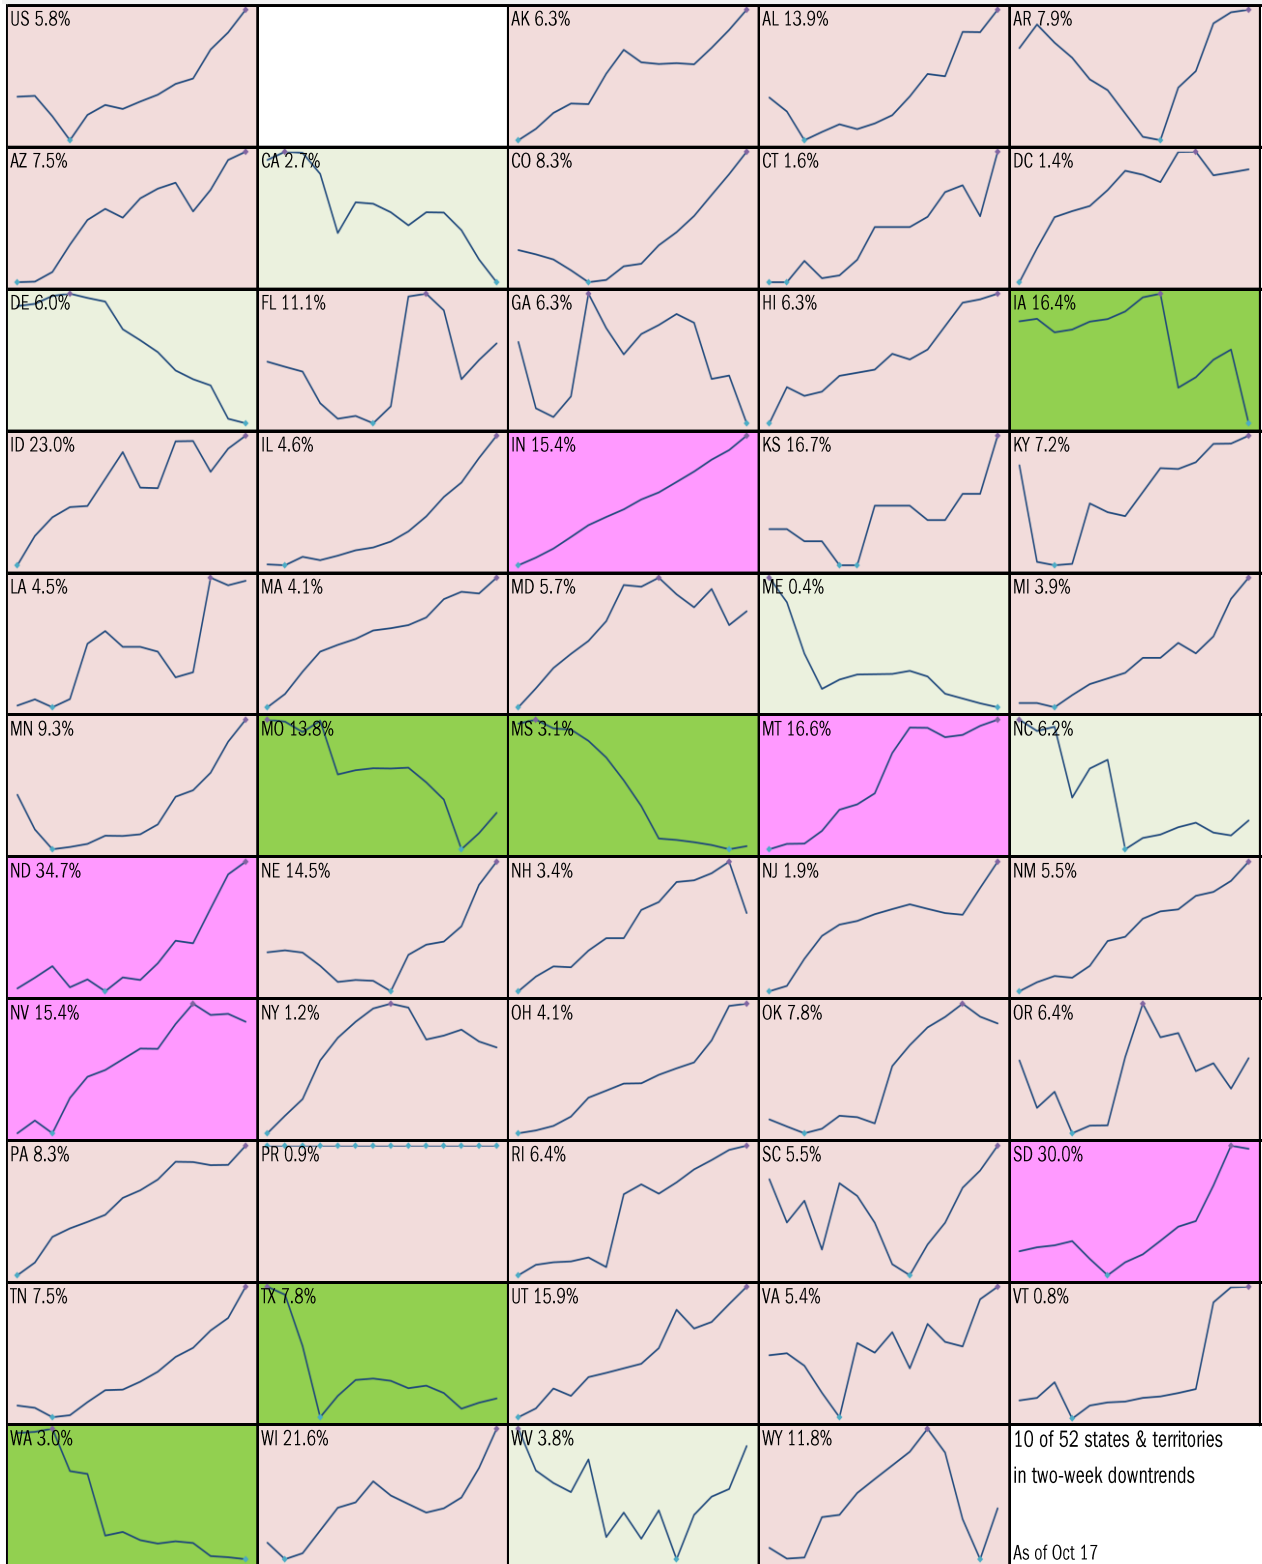 US 5.8%
AK 6.3%
AL 13.9%
AR 7.9%
AZ 7.5%
CA 2.7%
CO 8.3%
CT 1.6%
DC 1.4%
DE 6.0%
FL 11.1%
GA 6.3%
HI 6.3%
IA 16.4%
ID 23.0%
IL 4.6%
IN 15.4%
KS 16.7%
KY 7.2%
LA 4.5%
MA 4.1%
MD 5.7%
ME 0.4%
MI 3.9%
MN 9.3%
MO 13.8%
MS 3.1%
MT 16.6%
NC 6.2%
ND 34.7%
NE 14.5%
NH 3.4%
NJ 1.9%
NM 5.5%
NV 15.4%
NY 1.2%
OH 4.1%
OK 7.8%
OR 6.4%
PA 8.3%
PR 0.9%
RI 6.4%
SC 5.5%
SD 30.0%
TN 7.5%
TX 7.8%
UT 15.9%
VA 5.4%
VT 0.8%
WA 3.0%
WI 21.6%
WV 3.8%
WY 11.8%
10 of 52 states & territories
in two-week downtrends
As of Oct 17